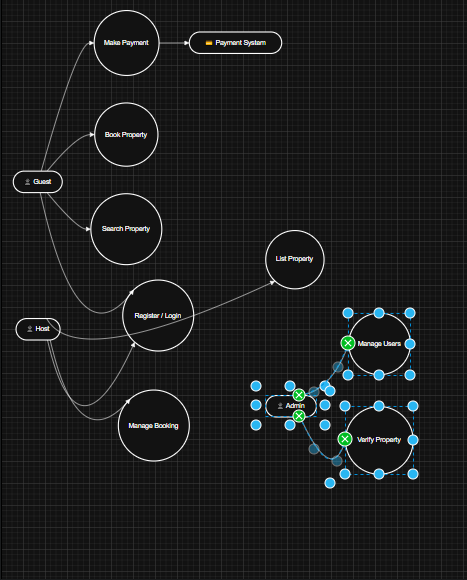 Make Payment
Payment System
Book Property
Guest
Search Property
List Property
Register / Login
Host
Manage Users
Admin
Manage Booking
Verify Property